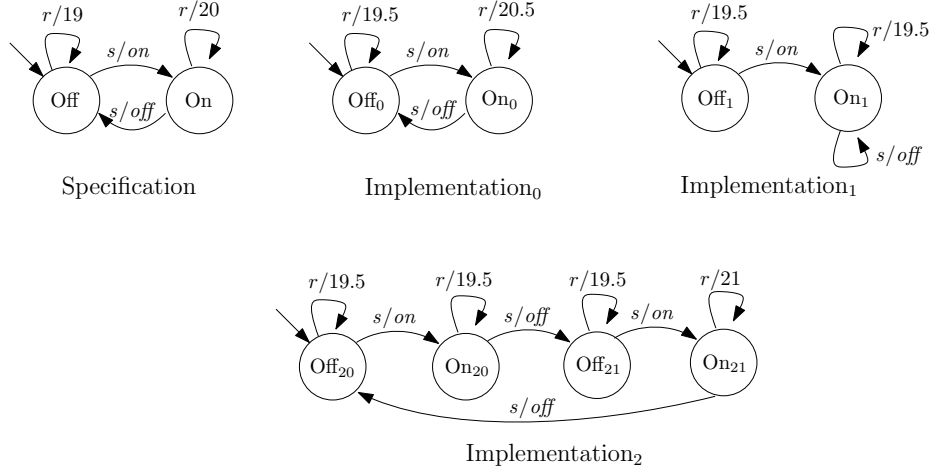 r/19 r/20
s/on
Off On
s/off
Specification
r/19.5 r/20.5
s/on
Off₀ On₀
s/off
Implementation₀
r/19.5
s/on
r/19.5
Off₁ On₁
s/off
Implementation₁
r/19.5 r/19.5 r/19.5 r/21
s/on s/off s/on
Off₂₀ On₂₀ Off₂₁ On₂₁
s/off
Implementation₂